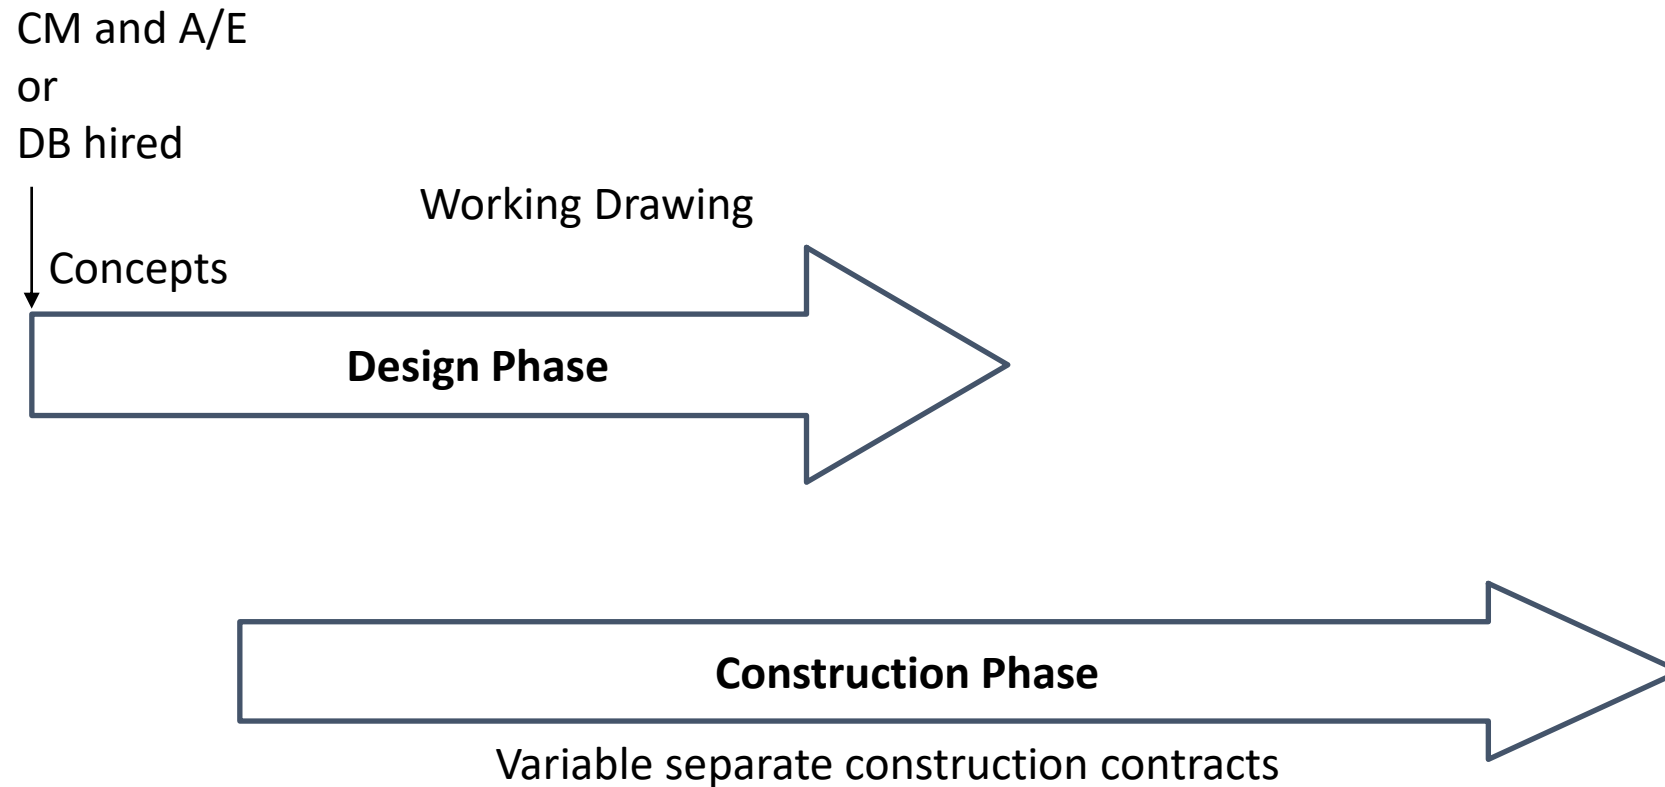 CM and A/E
or
DB hired
Working Drawing
Concepts
Design Phase
Construction Phase
Variable separate construction contracts